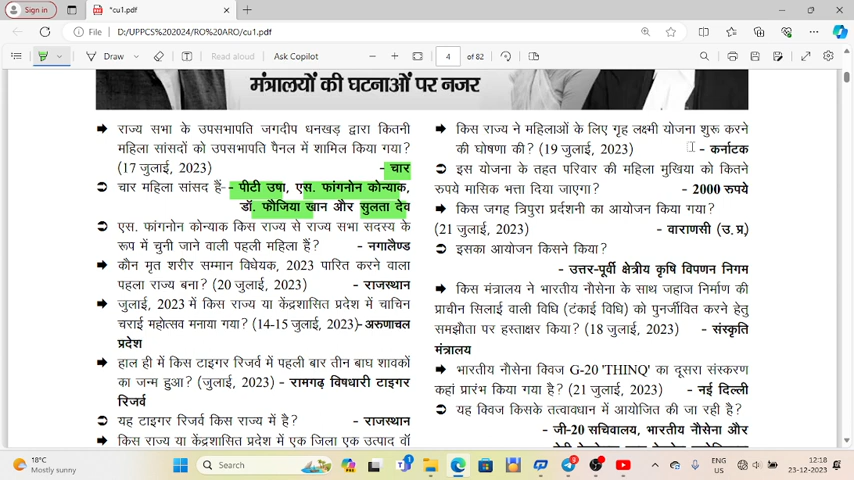 Sign in
*cu1.pdf
File
D:/UPPCS%202024/RO%20ARO/cu1.pdf
Draw
Read aloud
Ask Copilot
4
of 82
मंत्रालयों की घटनाओं पर नजर
राज्य सभा के उपसभापति जगदीप धनखड़ द्वारा कितनी
महिला सांसदों को उपसभापति पैनल में शामिल किया गया?
(17 जुलाई, 2023) - चार
चार महिला सांसद हैं- - पीटी उषा, एस. फांगनोन कोन्याक,
डॉ. फौजिया खान और सुलता देव
एस. फांगनोन कोन्याक किस राज्य से राज्य सभा सदस्य के
रूप में चुनी जाने वाली पहली महिला हैं? - नगालैण्ड
कौन मृत शरीर सम्मान विधेयक, 2023 पारित करने वाला
पहला राज्य बना? (20 जुलाई, 2023) - राजस्थान
जुलाई, 2023 में किस राज्य या केंद्रशासित प्रदेश में चाचिन
चराई महोत्सव मनाया गया? (14-15 जुलाई, 2023)-अरुणाचल
प्रदेश
हाल ही में किस टाइगर रिजर्व में पहली बार तीन बाघ शावकों
का जन्म हुआ? (जुलाई, 2023) - रामगढ़ विषधारी टाइगर
रिजर्व
यह टाइगर रिजर्व किस राज्य में है? - राजस्थान
किस राज्य या केंद्रशासित प्रदेश में एक जिला एक उत्पाद वॉ
किस राज्य ने महिलाओं के लिए गृह लक्ष्मी योजना शुरू करने
की घोषणा की? (19 जुलाई, 2023) - कर्नाटक
इस योजना के तहत परिवार की महिला मुखिया को कितने
रुपये मासिक भत्ता दिया जाएगा? - 2000 रुपये
किस जगह त्रिपुरा प्रर्दशनी का आयोजन किया गया?
(21 जुलाई, 2023) - वाराणसी (उ. प्र.)
इसका आयोजन किसने किया?
- उत्तर-पूर्वी क्षेत्रीय कृषि विपणन निगम
किस मंत्रालय ने भारतीय नौसेना के साथ जहाज निर्माण की
प्राचीन सिलाई वाली विधि (टंकाई विधि) को पुनर्जीवित करने हेतु
समझौता पर हस्ताक्षर किया? (18 जुलाई, 2023) - संस्कृति
मंत्रालय
भारतीय नौसेना क्विज G-20 'THINQ' का दूसरा संस्करण
कहां प्रारंभ किया गया है? (21 जुलाई, 2023) - नई दिल्ली
यह क्विज किसके तत्वावधान में आयोजित की जा रही है?
- जी-20 सचिवालय, भारतीय नौसेना और
18°C
Mostly sunny
Search
ENG
US
12:18
23-12-2023